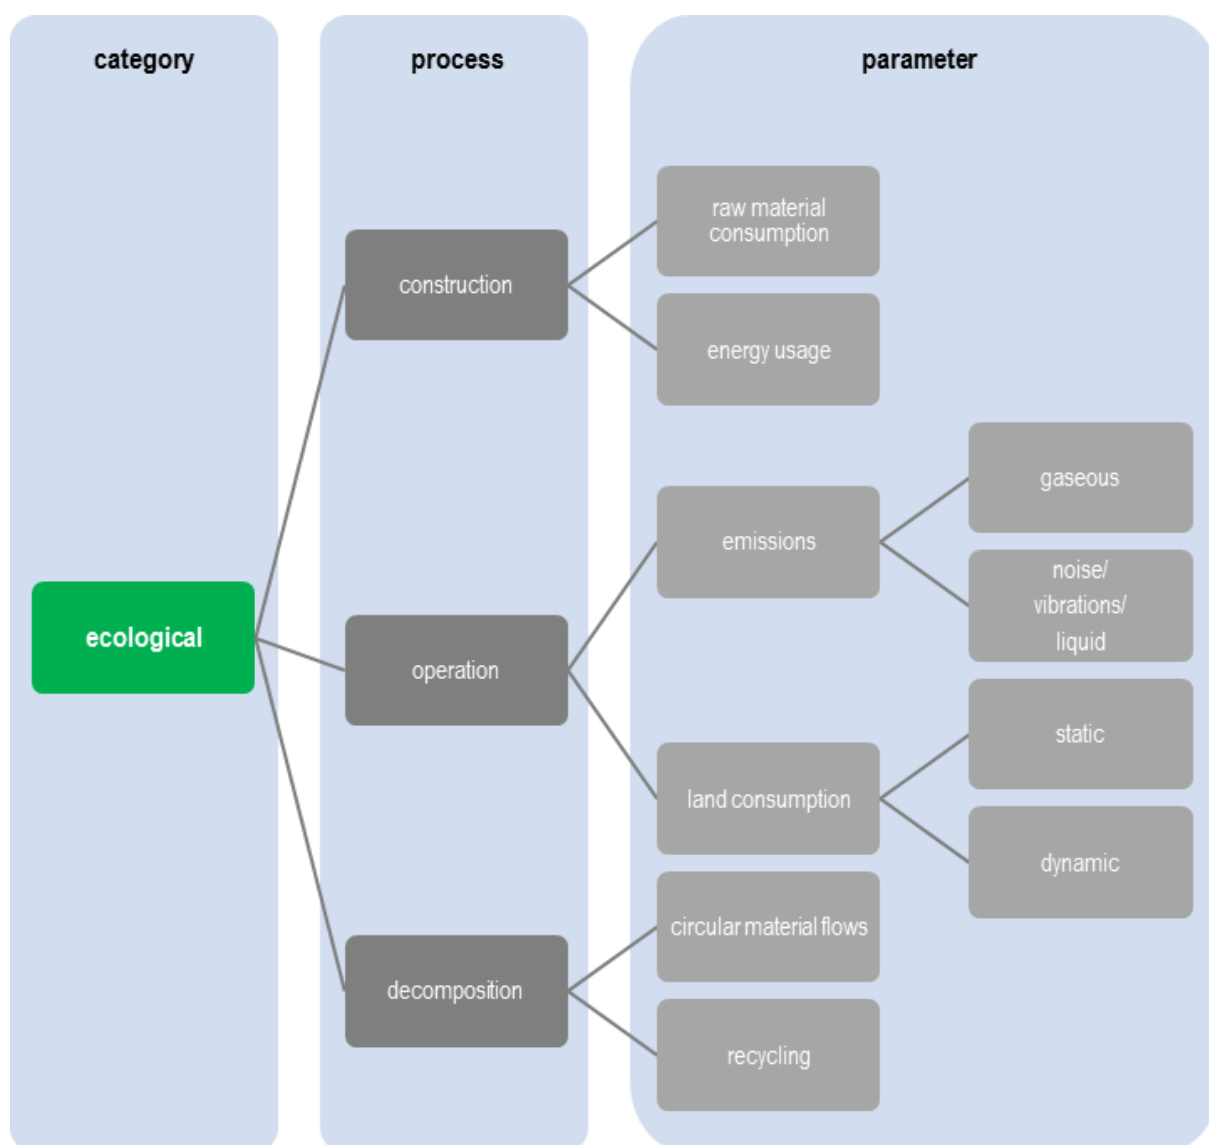 category
process
parameter
raw material
consumption
construction
energy usage
gaseous
emissions
noise/
vibrations/
liquid
ecological
operation
static
land consumption
dynamic
circular material flows
decomposition
recycling